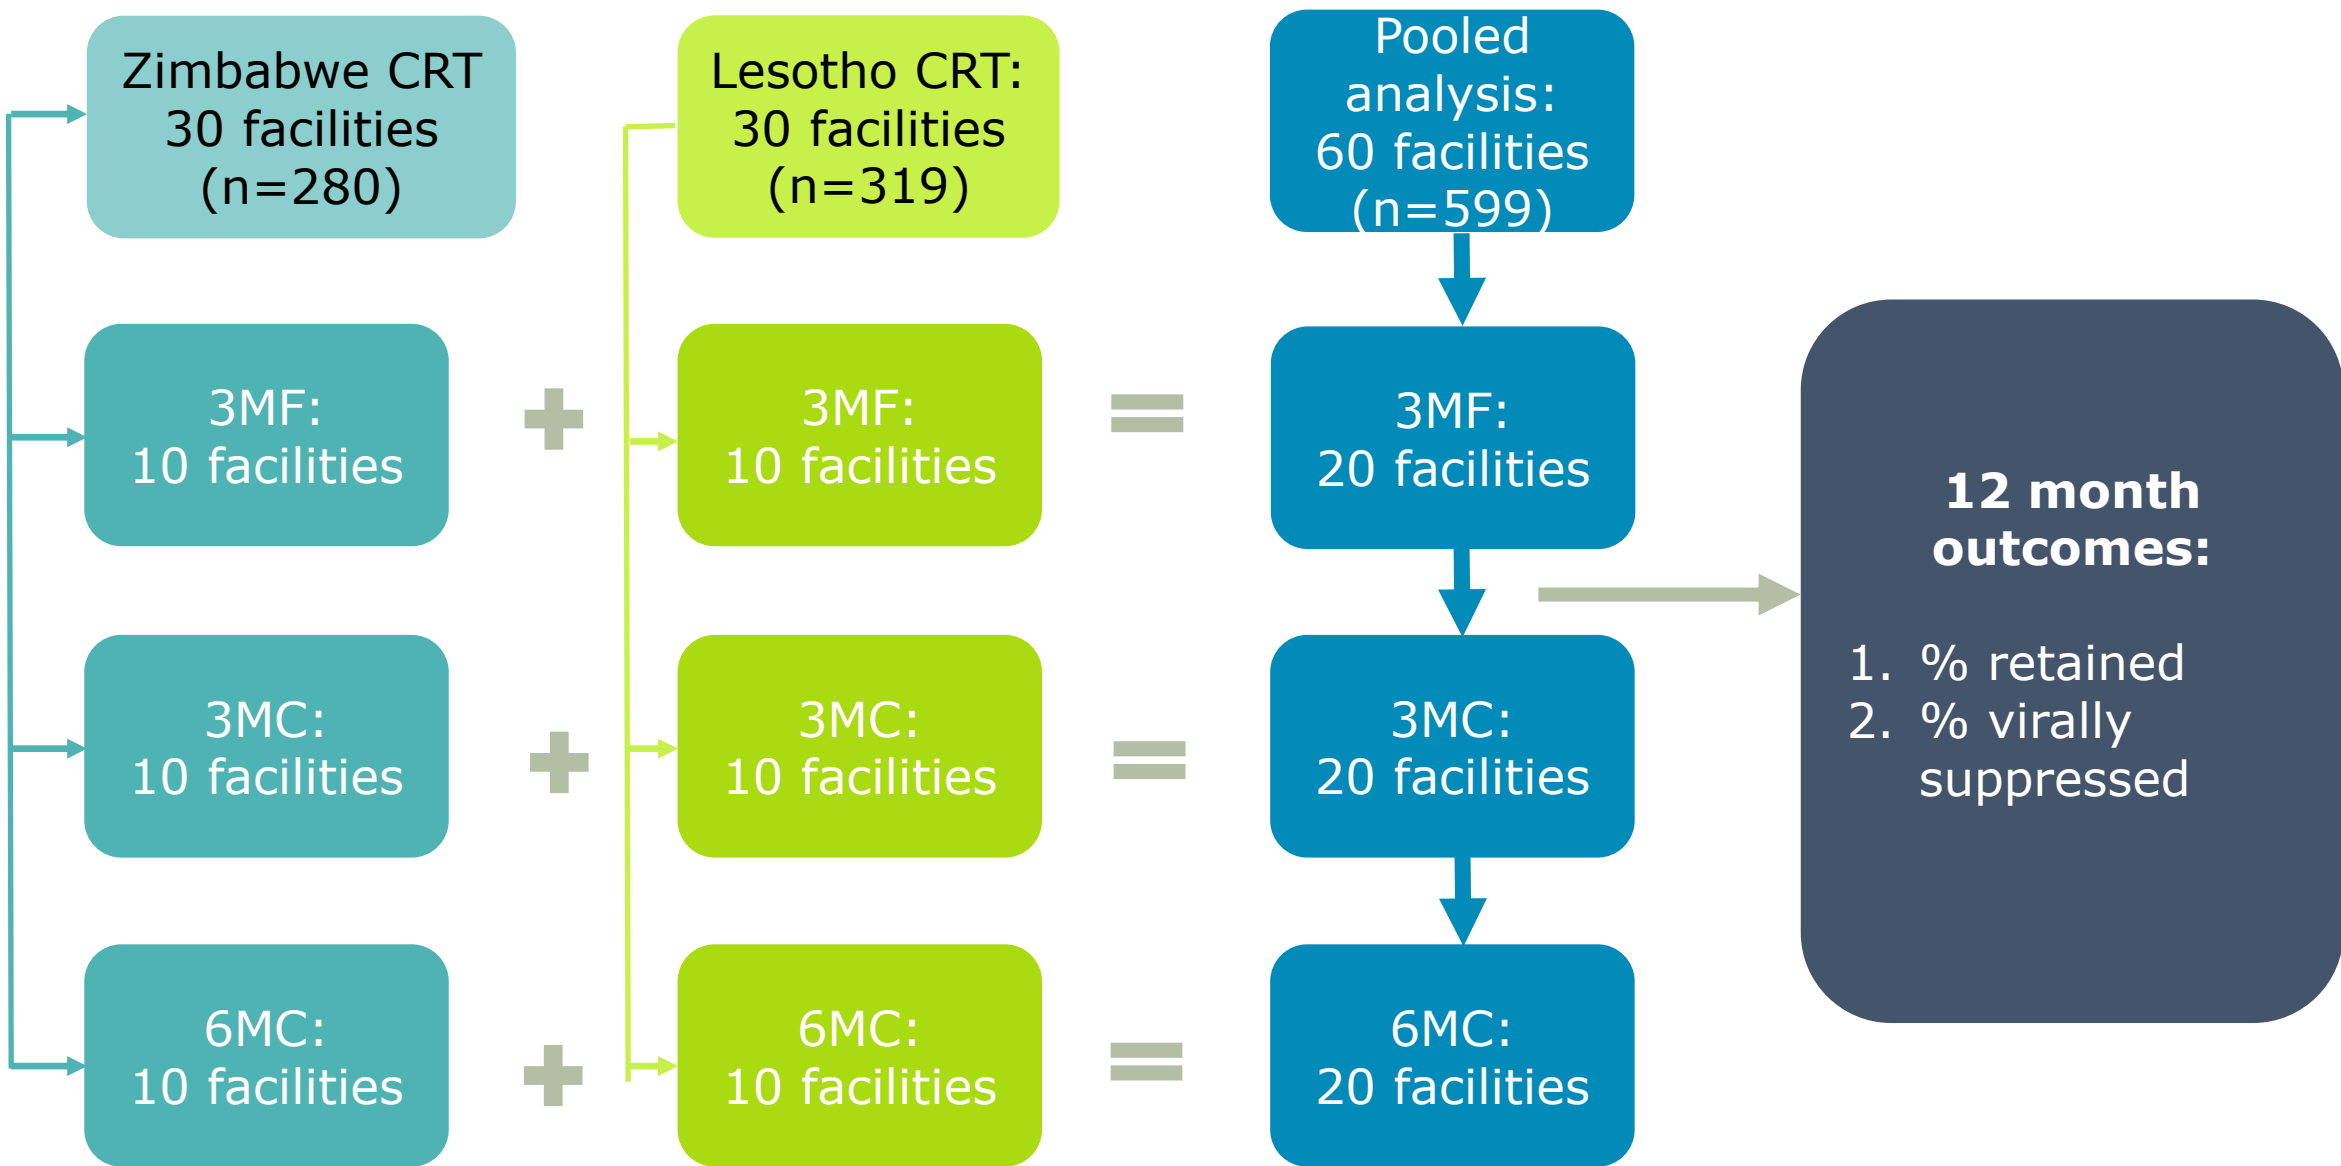 Zimbabwe CRT
30 facilities
(n=280)
Lesotho CRT:
30 facilities
(n=319)
Pooled
analysis:
60 facilities
(n=599)
3MF:
10 facilities
3MF:
10 facilities
3MF:
20 facilities
3MC:
10 facilities
3MC:
10 facilities
3MC:
20 facilities
6MC:
10 facilities
6MC:
10 facilities
6MC:
20 facilities
12 month
outcomes:
1. % retained
2. % virally
suppressed